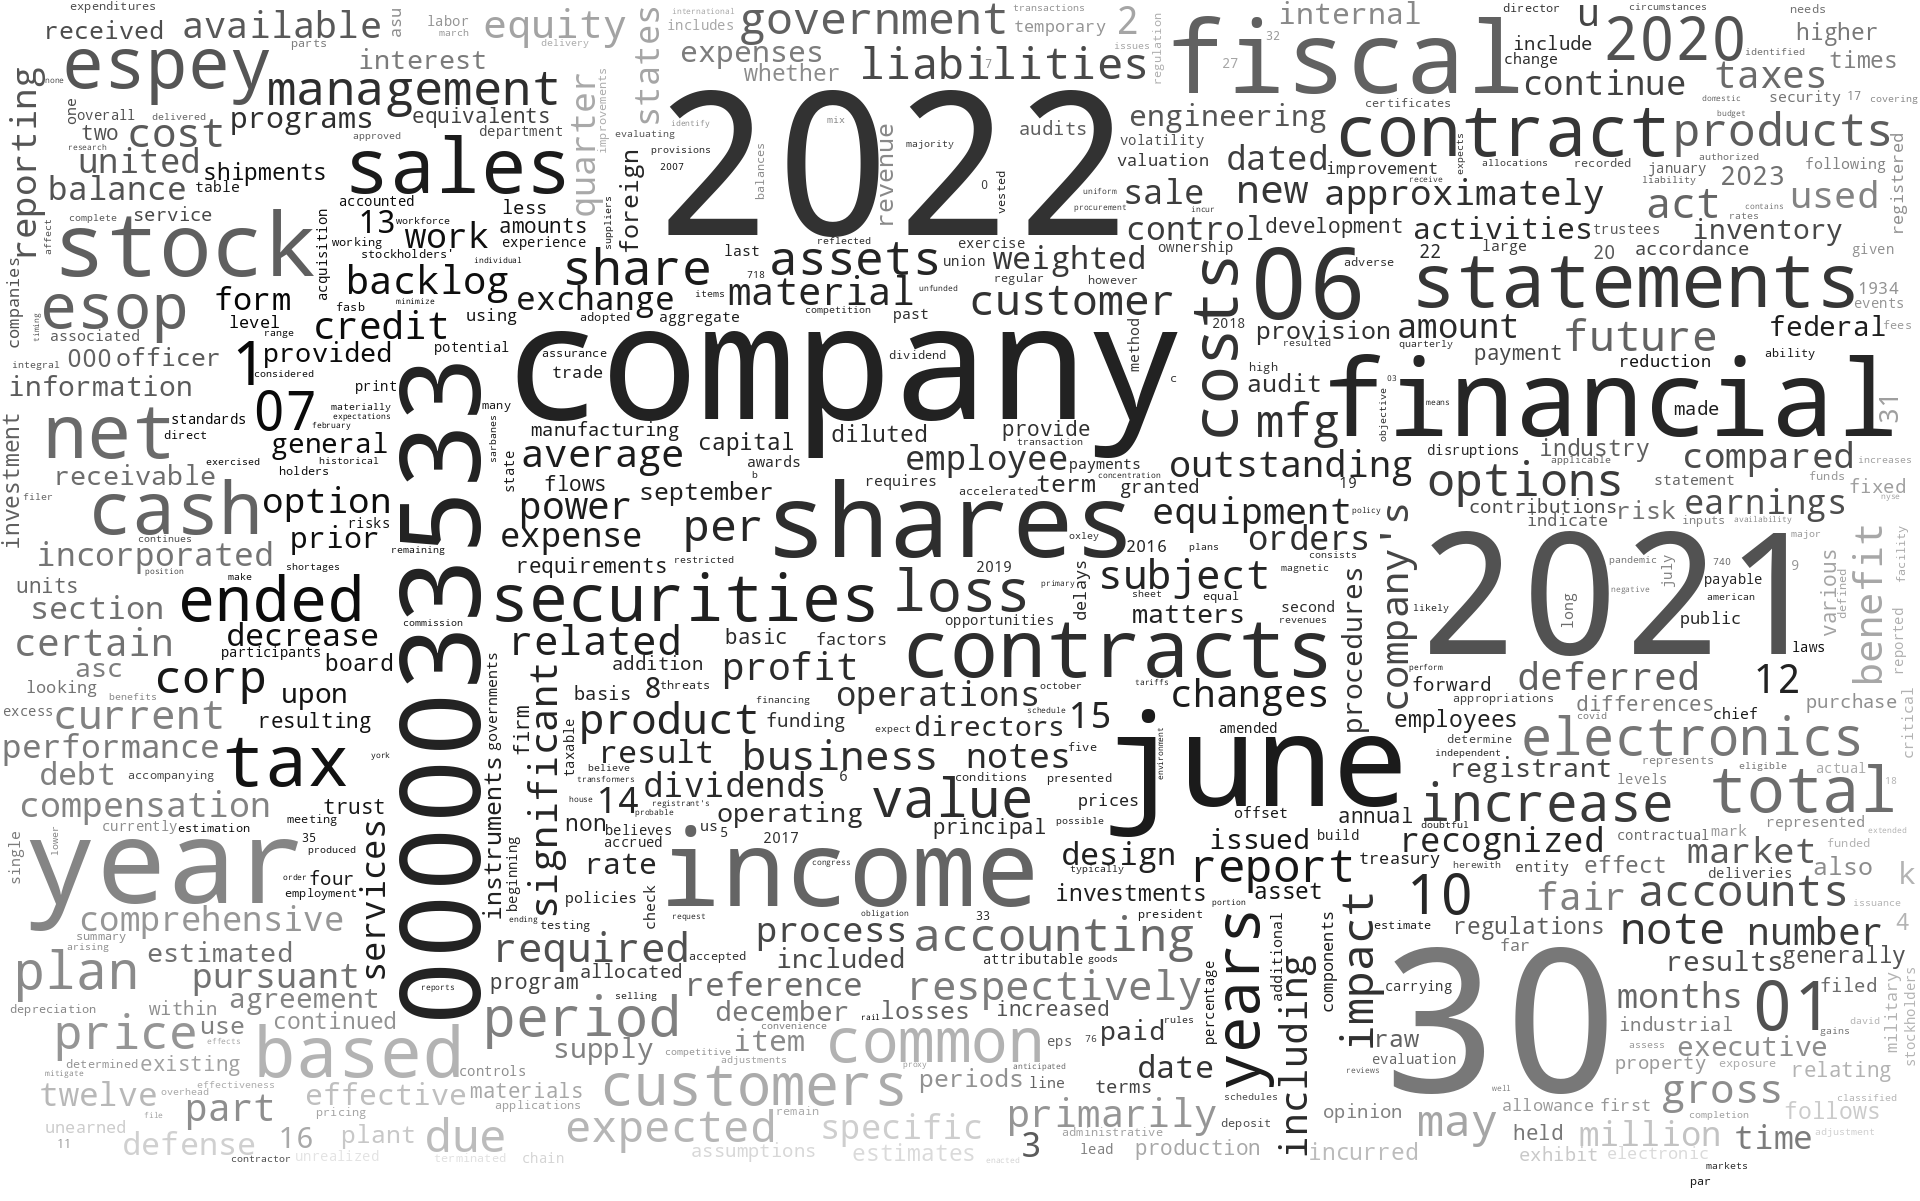 expenditures
received available asu labor march equity
parts delivery
international includes government transactions temporary 2
issues regulation
fiscal 32 27 internal director u circumstances needs
include change 2020 identified higher
continue taxes times
espey interest management
states expenses whether liabilities 7
none reporting one overall delivered programs equivalents
two cost research approved department
quarter improvements
2022 evaluating identify mix revenue audits majority
provisions 2007 balances 0 vested uniform procurement
engineering volatility valuation dated improvement
certificates contract products domestic security 17 covering
budget expects allocations recorded authorized following registered
united shipments sales
balance table accounted
sale new approximately receive incur january liability 2023 used
act contains rates inventory
control development activities trustees
complete service 13 work workforce less amounts
affect stock working stockholders' experience suppliers foreign
acquisition individual
reflected last assets exercise union weighted ownership
share 718 material regular however
costs 06 adverse 22 large 20 accordance given
statements 1934 events
companies esop form backlog minimize exchange items unfunded customer
timing level range fasb credit using adopted aggregate competition past
associated potential
2018 provision amount future federal fees
resulted quarterly payment reduction ability
integral 000 officer 1 provided considered
information print
company assurance trade dividend method c
high audit 03 financial made 31
mfg objective means
investment net standards direct 07 february materially expectations many
general historical holders sarbanes
manufacturing capital diluted provide transaction
average awards employee payments concentration outstanding
receivable exercised state flows b requires accelerated term granted
disruptions industry applicable compared increases
options statement funds fixed
filer cash option risks power september per shares
continues prior remaining expense oxley 2016 plans
19 equipment policy contributions risk inputs earnings nyse
orders indicate availability
incorporated position shortages make requirements restricted 2019
consists company's 2021 pandemic 740 july major 9
units section ended 0000035533 securities loss primary delays
sheet subject equal magnetic matters second revenues
likely negative payable american long public laws
various defined benefit facility reported
certain decrease participants commission related basic factors opportunities
asc corp board addition profit contracts
looking benefits upon governments basis 8 threats financing operations october tariffs changes
procedures perform forward deferred 12
appropriations differences chief purchase critical
excess current resulting firm product funding expect directors schedule 15
employees covid determine independent electronics
performance tax york significant taxable result business notes five june amended environment
debt accompanying believe transformers dividends 6 conditions presented
registrant represents eligible actual
levels total 18
compensation trust instruments house 14 registrant's probable operating value prices
increase represented
currently estimation meeting non believes accrued us 5 2017 principal possible
offset annual doubtful recognized contractual mark extended
single lower year 35 produced services rate income congress design typically issued report build treasury
herewith entity effect market deliveries also funded k
order four employment beginning policies check investments asset
10 fair accounts issuance
comprehensive summary arising ending testing request obligation 33 president portion
impact estimate regulations far note number 4
plan estimated pursuant required accepted process included accounting attributable goods
years additional components results generally
program allocated reference respectively percentage including
depreciation within agreement reports selling
carrying 30 months 01 filed military stockholders
price use effects continued period december convenience rail losses increased
paid rules raw industrial gains david
determined existing based supply competitive adjustments item common eps 76
evaluation assess executive
mitigate proxy anticipated date reviews property exposure relating
twelve overhead effectiveness effective controls materials customers periods line terms
well gross classified
file part pricing applications remain schedules
opinion allowance first completion follows
unearned 11 defense 16 plant due expected specific primarily administrative deposit
may held million time adjustment
contractor unrealized terminated chain assumptions estimates enacted 3 lead production
incurred exhibit electronic markets
par